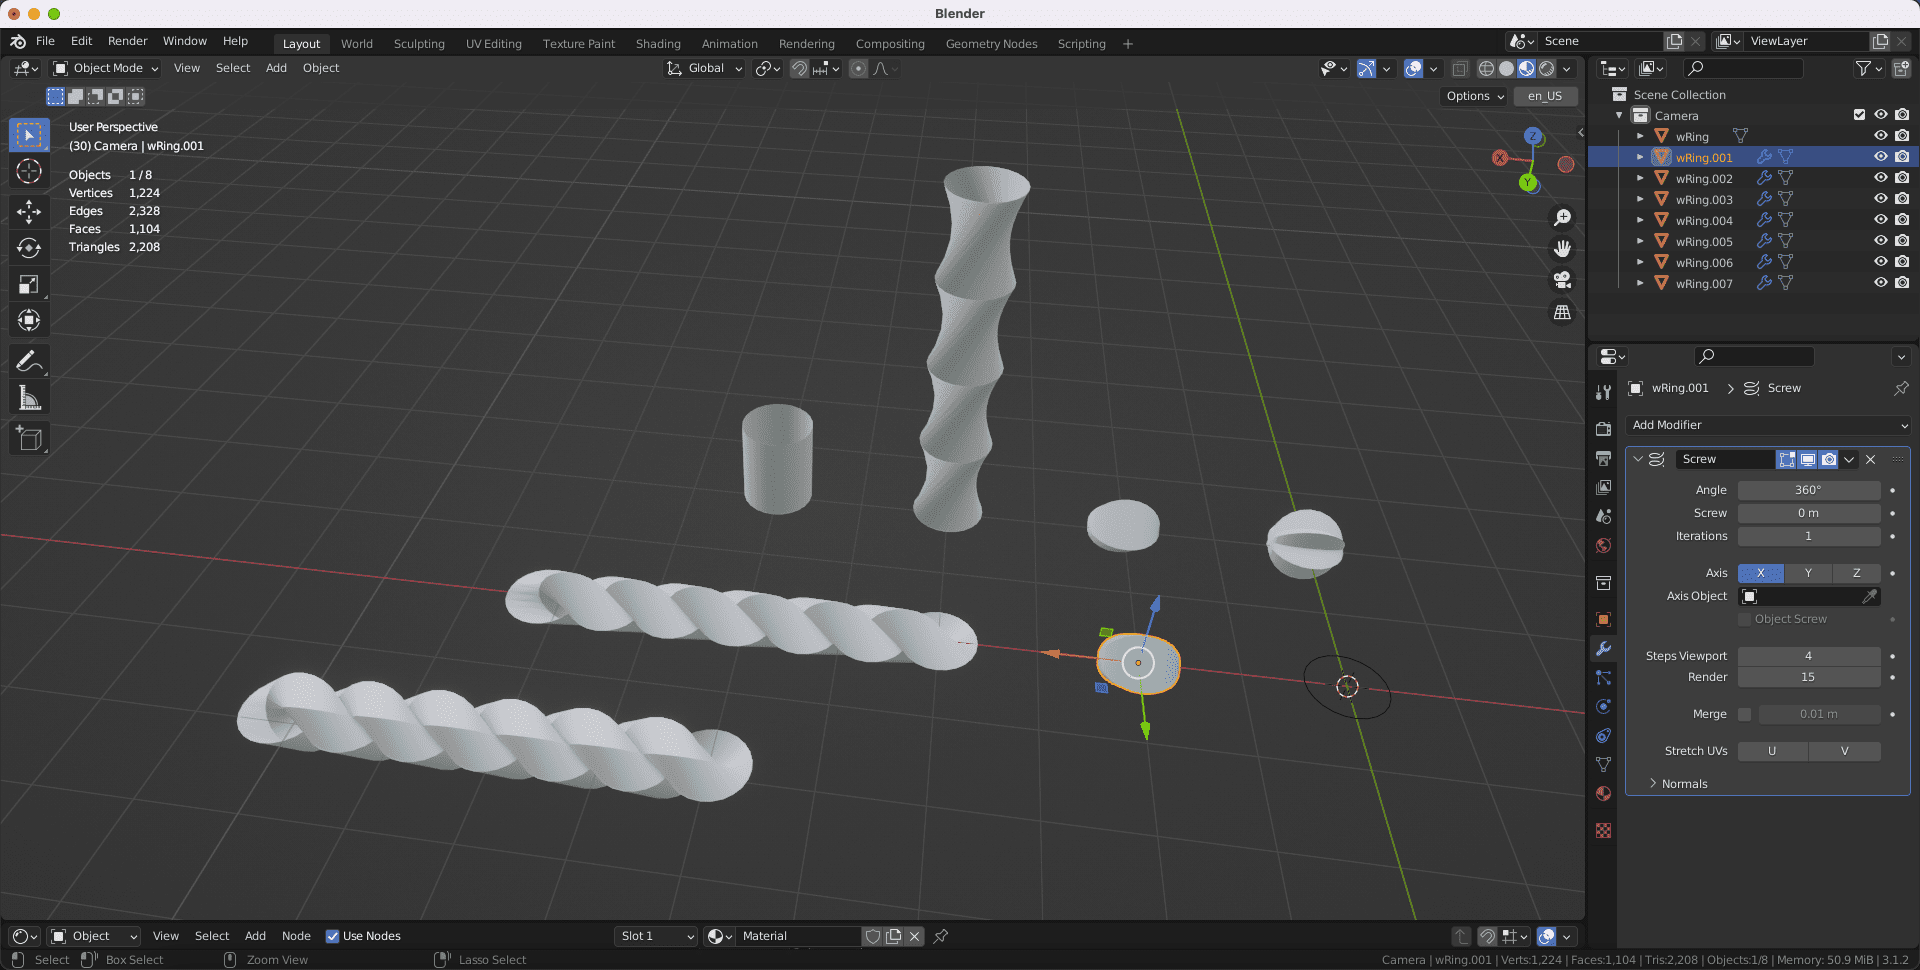 Blender
File Edit Render Window Help Layout World Sculpting UV Editing Texture Paint Shading Animation Rendering Compositing Geometry Nodes Scripting + Scene ViewLayer
Object Mode View Select Add Object Global
Options en_US
User Perspective
(30) Camera | wRing.001
Objects 1 / 8
Vertices 1,224
Edges 2,328
Faces 1,104
Triangles 2,208
Z
X
Y
Scene Collection
Camera
wRing
wRing.001
wRing.002
wRing.003
wRing.004
wRing.005
wRing.006
wRing.007
wRing.001 > Screw
Add Modifier
Screw
Angle 360°
Screw 0 m
Iterations 1
Axis X Y Z
Axis Object
Object Screw
Steps Viewport 4
Render 15
Merge 0.01 m
Stretch UVs U V
Normals
Object View Select Add Node Use Nodes Slot 1 Material
Select Box Select Zoom View Lasso Select Camera | wRing.001 | Verts:1,224 | Faces:1,104 | Tris:2,208 | Objects:1/8 | Memory: 50.9 MiB | 3.1.2